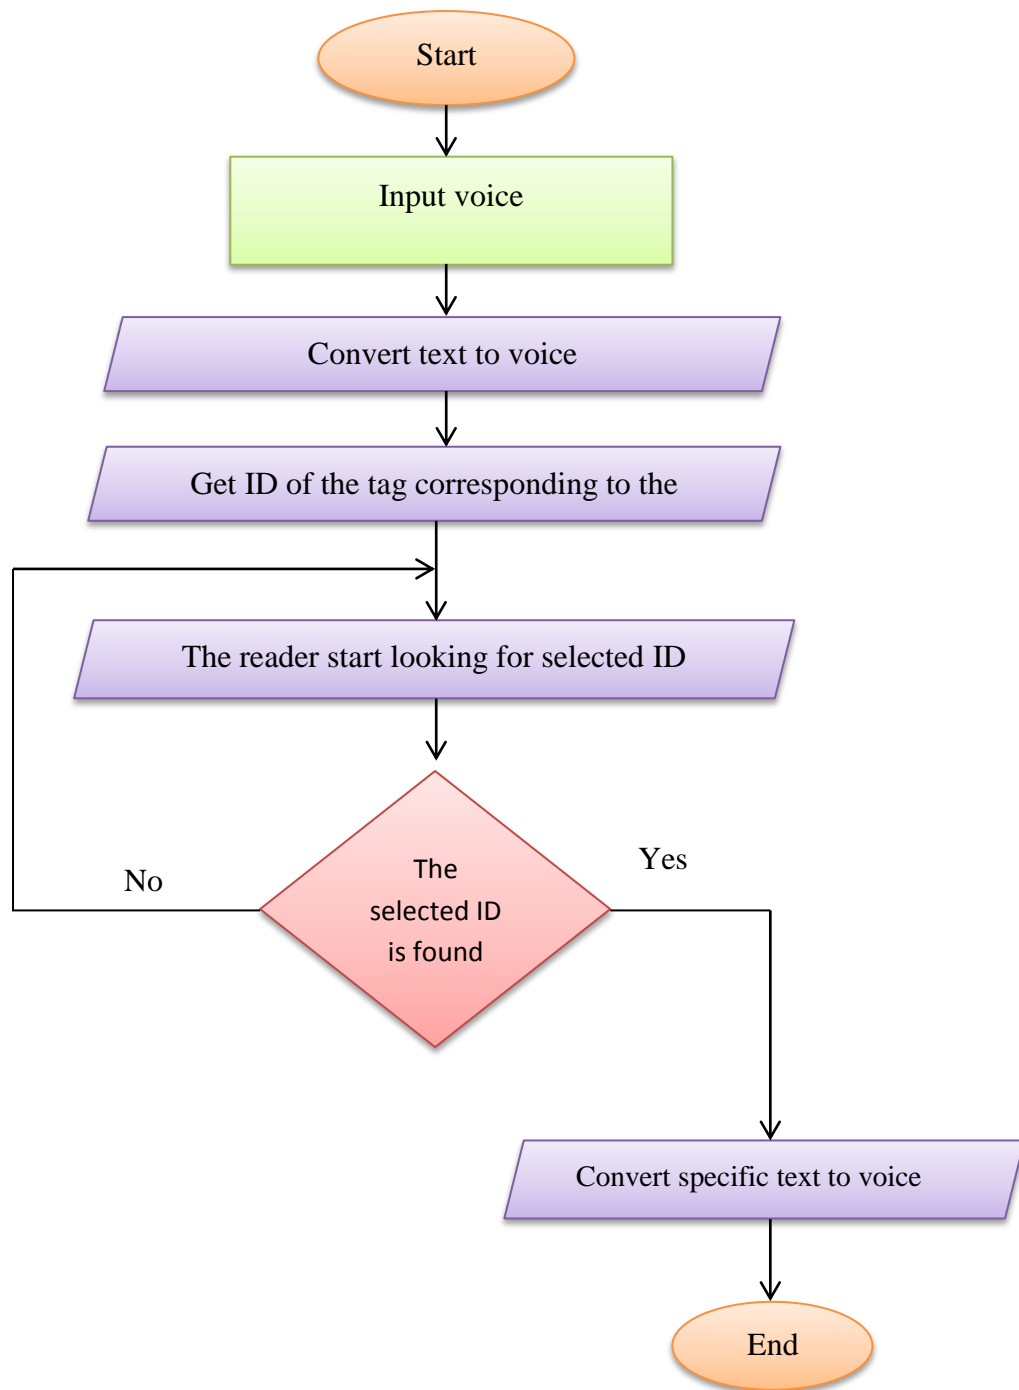 Start
Input voice
Convert text to voice
Get ID of the tag corresponding to the
The reader start looking for selected ID
The
selected ID
is found
No
Yes
Convert specific text to voice
End